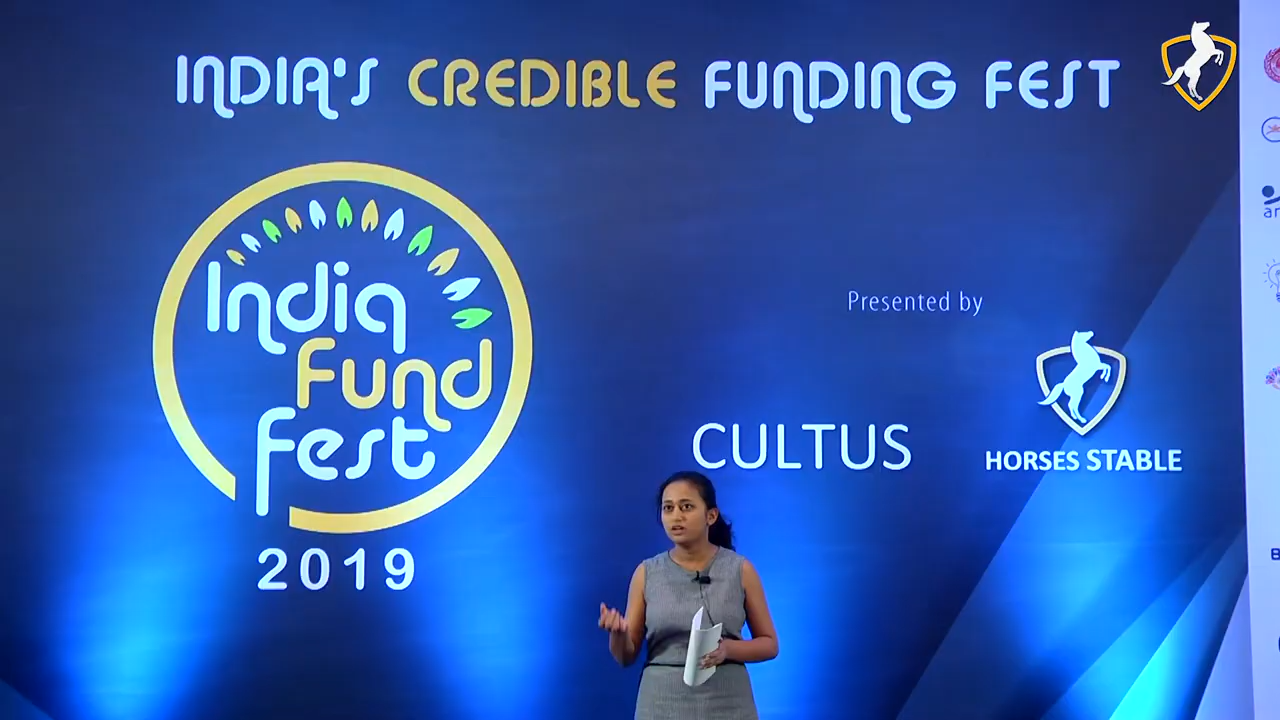 INDIA'S CREDIBLE FUNDING FEST
India
Fund
Fest
2019
Presented by
CULTUS
HORSES STABLE